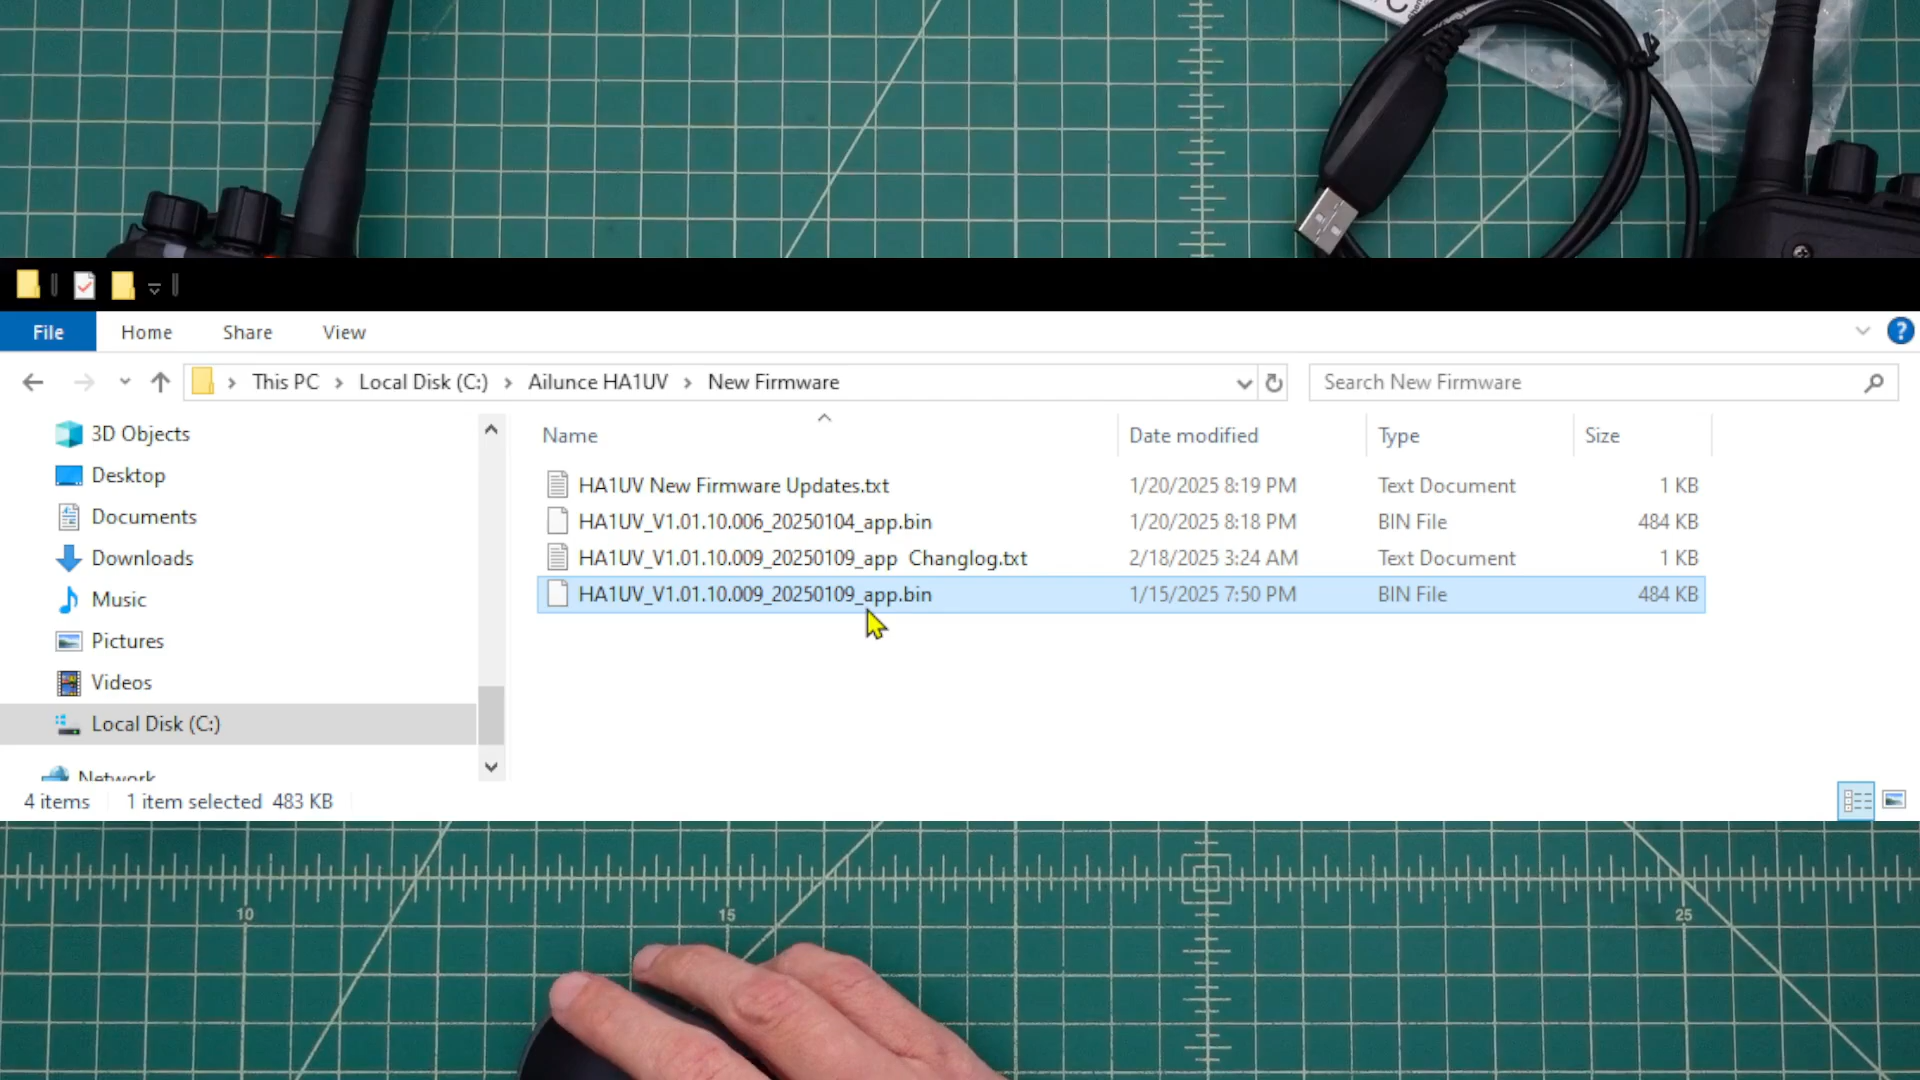 File Home Share View
This PC Local Disk (C:) Ailunce HA1UV New Firmware Search New Firmware
3D Objects
Desktop
Documents
Downloads
Music
Pictures
Videos
Local Disk (C:)
Network
Name Date modified Type Size
HA1UV New Firmware Updates.txt 1/20/2025 8:19 PM Text Document 1 KB
HA1UV_V1.01.10.006_20250104_app.bin 1/20/2025 8:18 PM BIN File 484 KB
HA1UV_V1.01.10.009_20250109_app Changlog.txt 2/18/2025 3:24 AM Text Document 1 KB
HA1UV_V1.01.10.009_20250109_app.bin 1/15/2025 7:50 PM BIN File 484 KB
4 items 1 item selected 483 KB
10 15 25